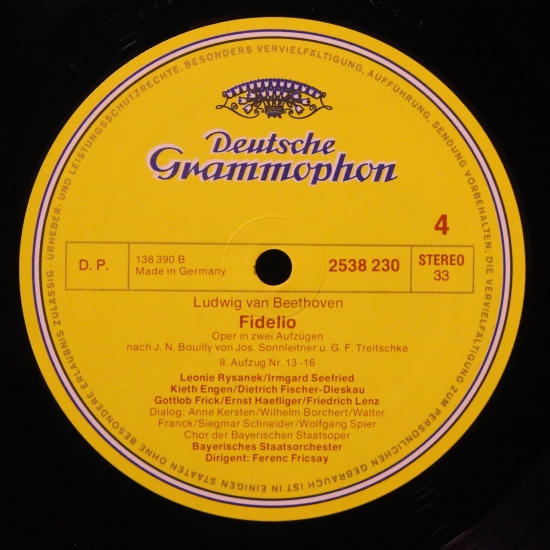 URHEBER- UND LEISTUNGSSCHUTZRECHTE, BESONDERS VERVIELFÄLTIGUNG, AUFFÜHRUNG, SENDUNG VORBEHALTEN. DIE VERVIELFÄLTIGUNG ZUM PERSÖNLICHEN GEBRAUCH IST IN EINIGEN STAATEN OHNE BESONDERE ERLAUBNIS ZULÄSSIG ·
Deutsche
Grammophon
4
D. P.
138 390 B
Made in Germany
2538 230
STEREO
33
Ludwig van Beethoven
Fidelio
Oper in zwei Aufzügen
nach J. N. Bouilly von Jos. Sonnleitner u. G. F. Treitschke
II. Aufzug Nr. 13-16
Leonie Rysanek/Irmgard Seefried
Kieth Engen/Dietrich Fischer-Dieskau
Gottlob Frick/Ernst Haefliger/Friedrich Lenz
Dialog: Anne Kersten/Wilhelm Borchert/Walter
Franck/Siegmar Schneider/Wolfgang Spier
Chor der Bayerischen Staatsoper
Bayerisches Staatsorchester
Dirigent: Ferenc Fricsay